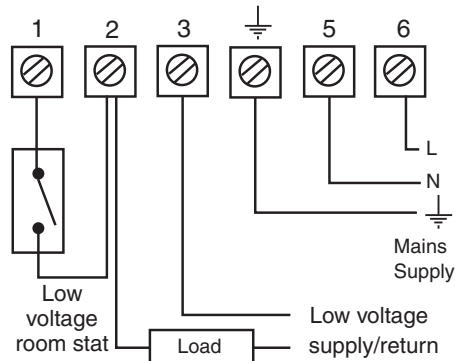 1 2 3 5 6
L
N
Mains
Supply
Low
voltage
room stat
Load
Low voltage
supply/return